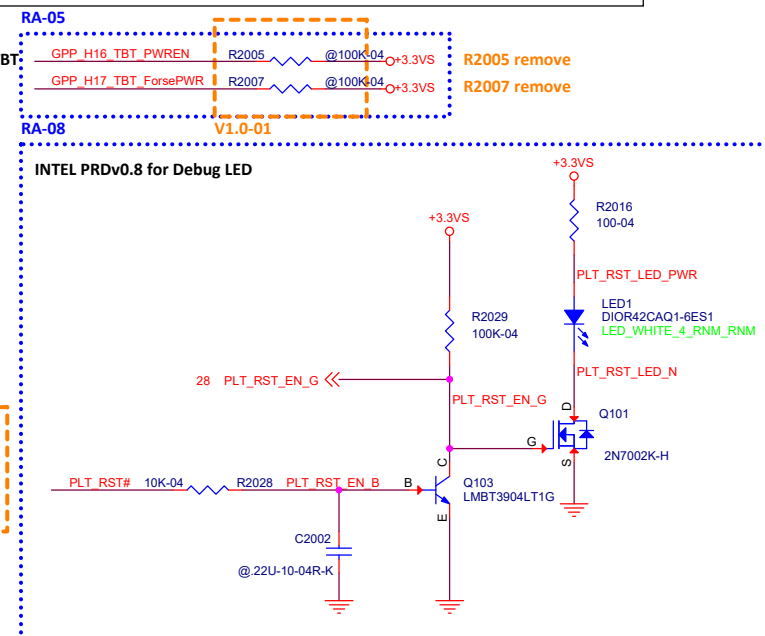 RA-05
BT
GPP_H16_TBT_PWREN R2005 @100K-04 +3.3VS R2005 remove
GPP_H17_TBT_ForsePWR R2007 @100K-04 +3.3VS R2007 remove
RA-08 V1.0-01
INTEL PRDv0.8 for Debug LED
+3.3VS
R2016
100-04
+3.3VS
PLT_RST_LED_PWR
LED1
DIOR42CAQ1-6ES1
LED_WHITE_4_RNM_RNM
R2029
100K-04
PLT_RST_LED_N
28 PLT_RST_EN_G
PLT_RST_EN_G
D
Q101
G
S
2N7002K-H
PLT_RST# 10K-04 R2028 PLT_RST_EN_B B
C
Q103
LMBT3904LT1G
E
C2002
@.22U-10-04R-K